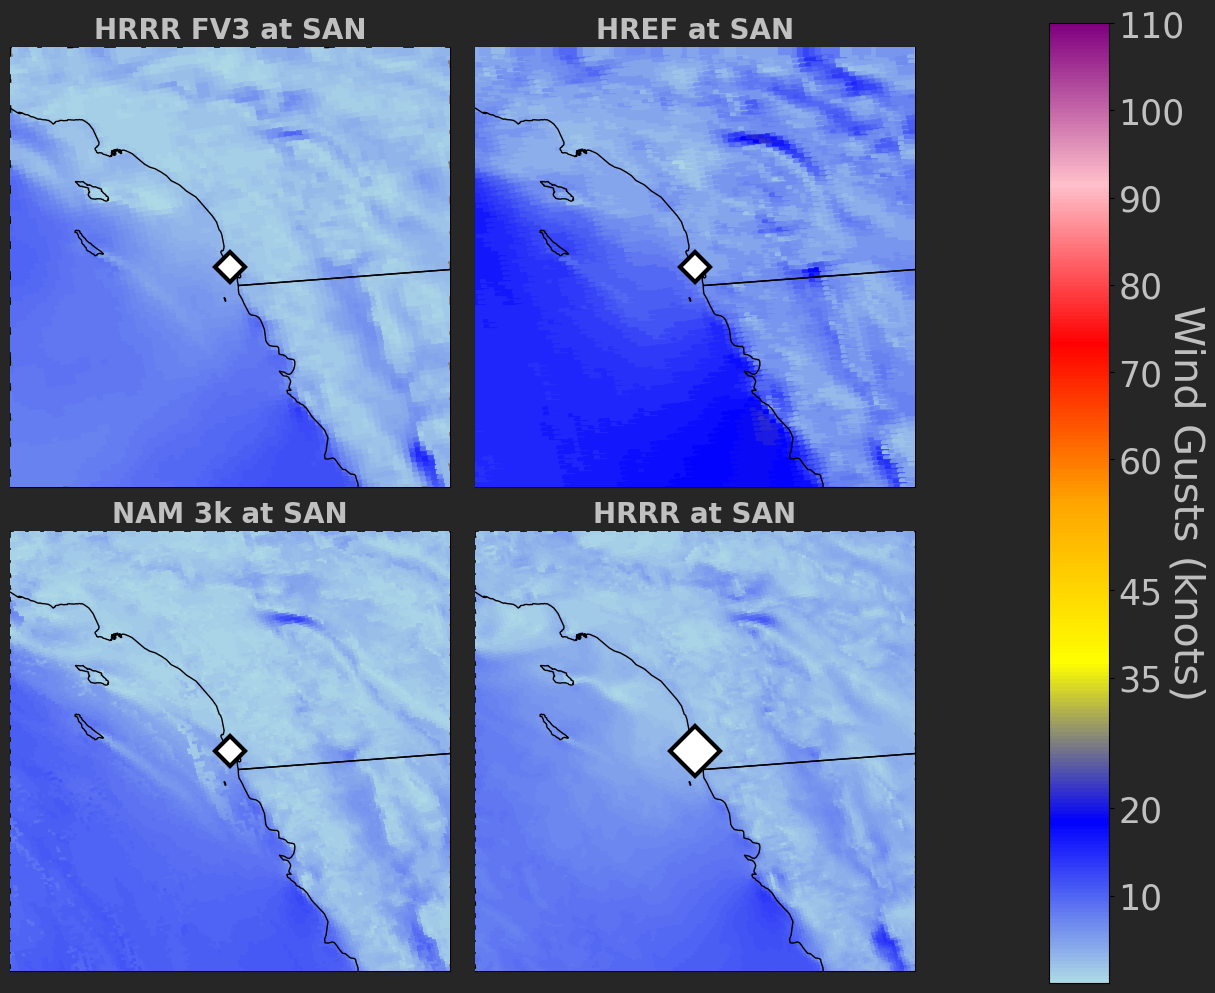 HRRR FV3 at SAN
HREF at SAN
NAM 3k at SAN
HRRR at SAN
110
100
90
80
70
60
45
35
20
10
Wind Gusts (knots)